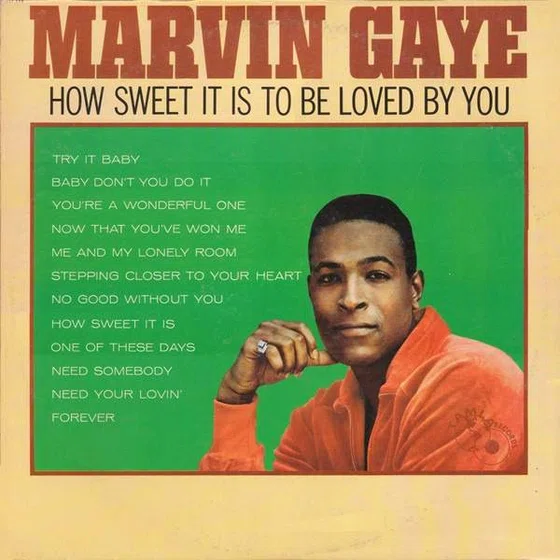 MARVIN GAYE
HOW SWEET IT IS TO BE LOVED BY YOU
TRY IT BABY
BABY DON'T YOU DO IT
YOU'RE A WONDERFUL ONE
NOW THAT YOU'VE WON ME
ME AND MY LONELY ROOM
STEPPING CLOSER TO YOUR HEART
NO GOOD WITHOUT YOU
HOW SWEET IT IS
ONE OF THESE DAYS
NEED SOMEBODY
NEED YOUR LOVIN'
FOREVER